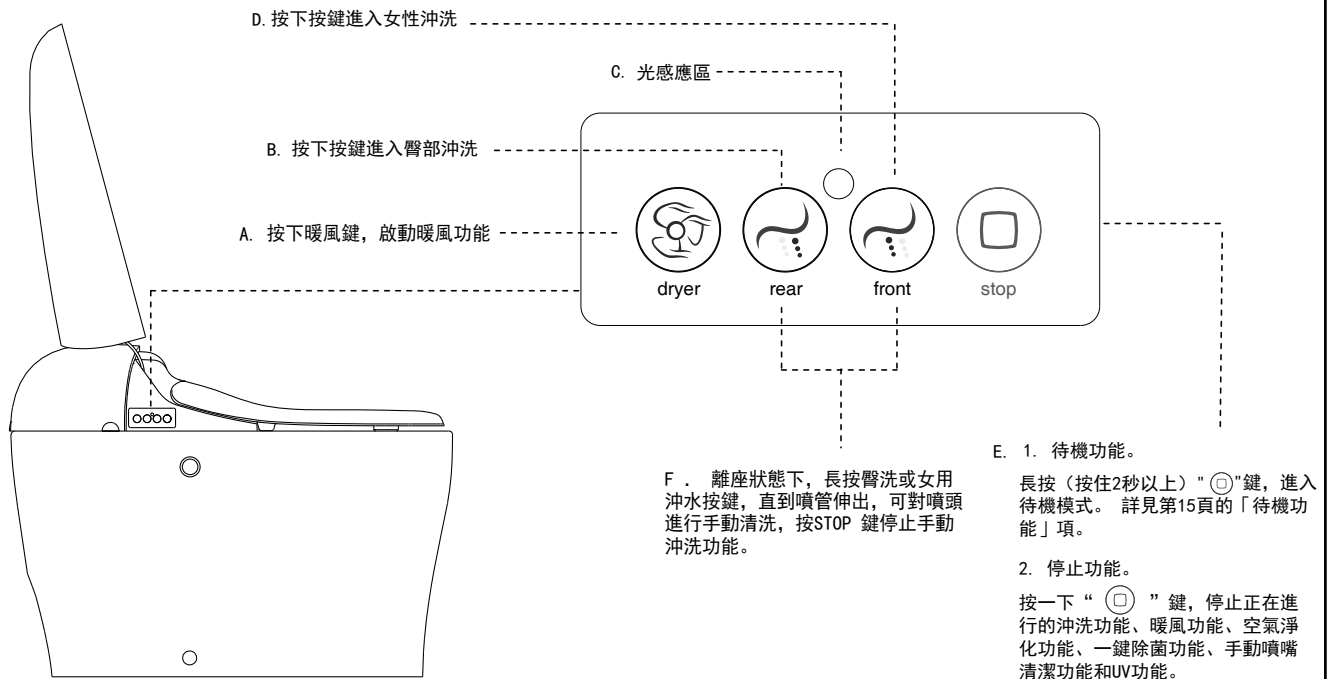 D.按下按鍵進入女性沖洗
C. 光感應區
B. 按下按鍵進入臀部沖洗
A. 按下暖風鍵，啟動暖風功能
dryer
rear
front
stop
F . 離座狀態下，長按臀洗或女用
沖水按鍵，直到噴管伸出，可對噴頭
進行手動清洗，按STOP 鍵停止手動
沖洗功能。
E. 1. 待機功能。
長按（按住2秒以上）" "鍵，進入
待機模式。 詳見第15頁的「待機功
能」項。
2. 停止功能。
按一下“ ”鍵，停止正在進
行的沖洗功能、暖風功能、空氣淨
化功能、一鍵除菌功能、手動噴嘴
清潔功能和UV功能。